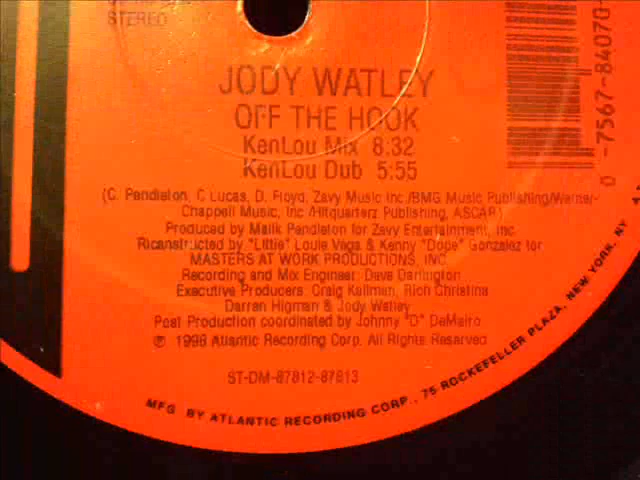 STEREO
JODY WATLEY
OFF THE HOOK
KenLou Mix 8:32
KenLou Dub 5:55
(C. Pendleton, C Lucas, D. Floyd, Zavy Music Inc./BMG Music Publishing/Warner-
Chappell Music, Inc./Hitquarterz Publishing, ASCAP)
Produced by Malik Pendleton for Zavy Entertainment, Inc.
Ricanstructed by "Little" Louie Vega & Kenny "Dope" Gonzalez for
MASTERS AT WORK PRODUCTIONS, INC.
Recording and Mix Engineer: Dave Darlington
Executive Producers: Craig Kallman, Rich Christina
Darren Higman & Jody Watley
Post Production coordinated by Johnny "D" DeMairo
℗ 1998 Atlantic Recording Corp. All Rights Reserved
ST-DM-87812-87813
MFG. BY ATLANTIC RECORDING CORP., 75 ROCKEFELLER PLAZA, NEW YORK, NY
0-7567-84070-